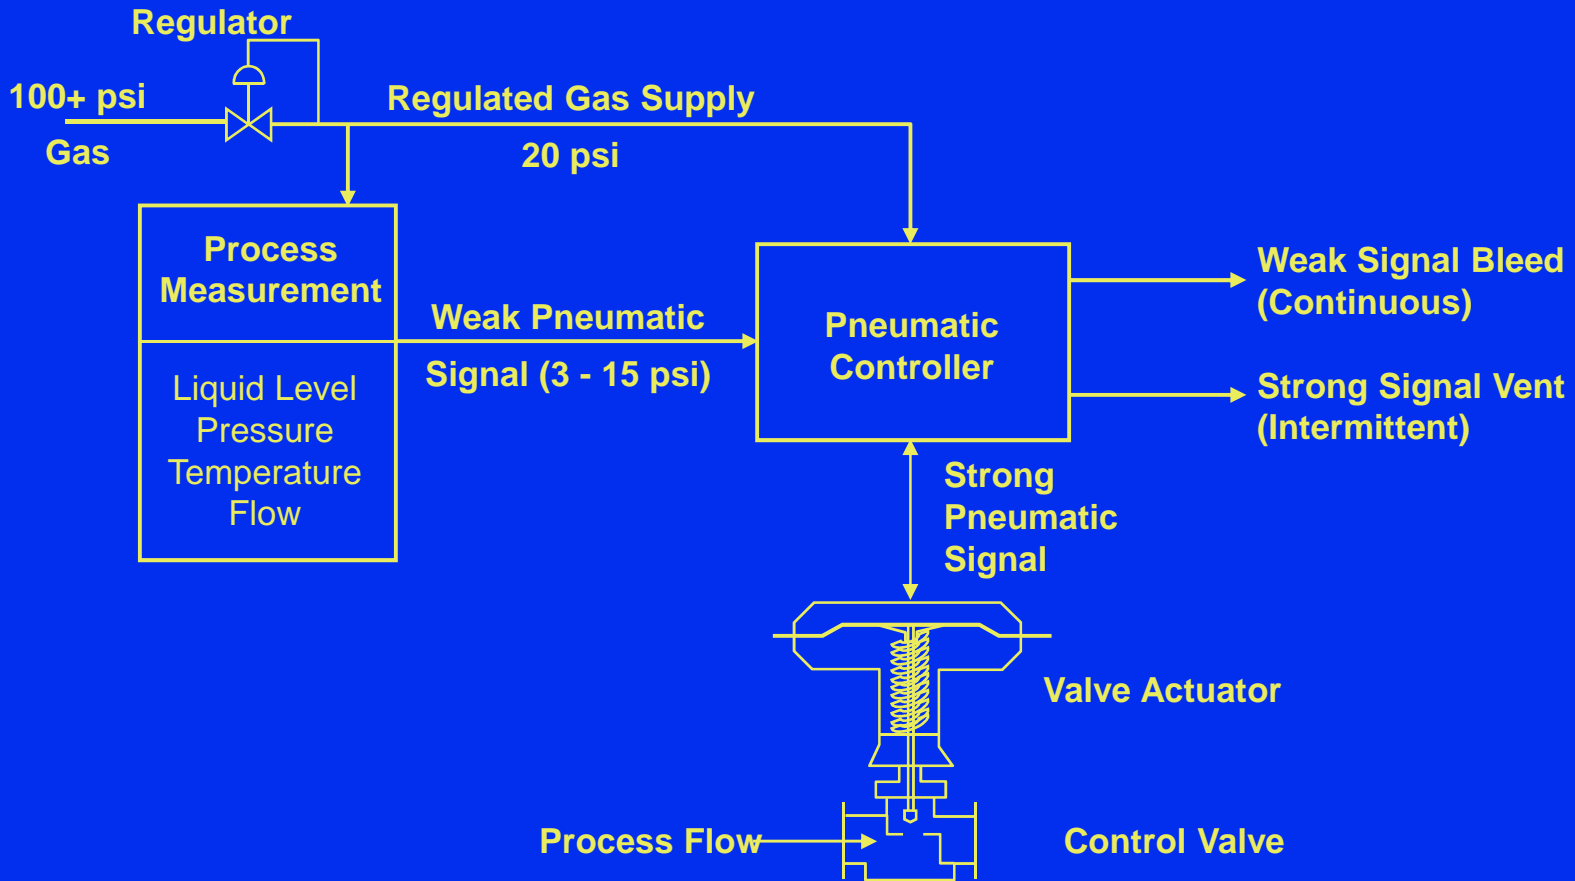 Regulator
100+ psi
Gas
Regulated Gas Supply
20 psi
Process
Measurement
Liquid Level
Pressure
Temperature
Flow
Weak Pneumatic
Signal (3 - 15 psi)
Pneumatic
Controller
Weak Signal Bleed
(Continuous)
Strong Signal Vent
(Intermittent)
Strong
Pneumatic
Signal
Valve Actuator
Process Flow
Control Valve